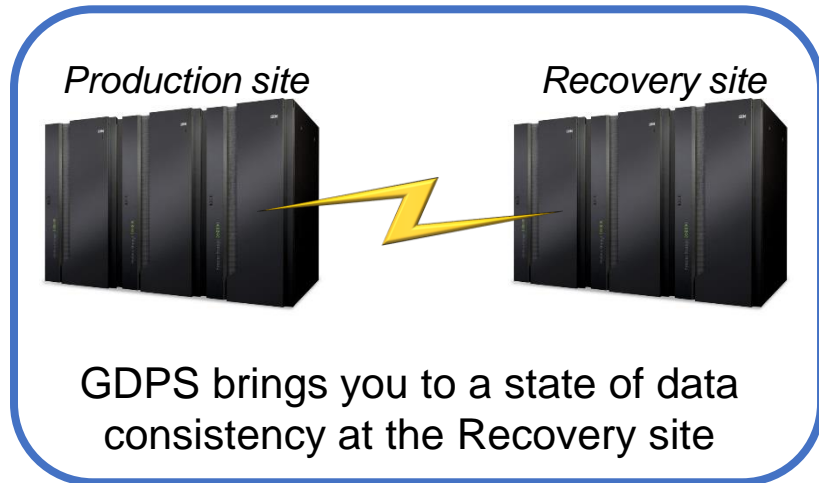 Production site
Recovery site
GDPS brings you to a state of data
consistency at the Recovery site